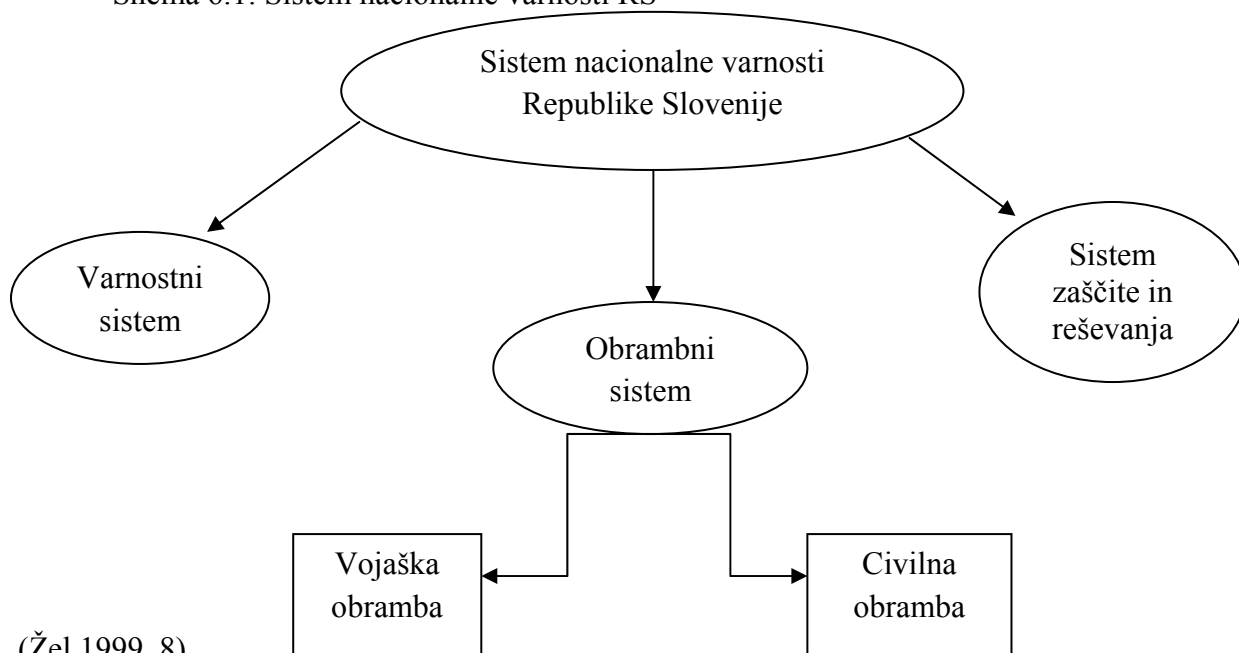 Shema 6.1: Sistem nacionalne varnosti RS
Sistem nacionalne varnosti
Republike Slovenije
Varnostni
sistem
Sistem
zaščite in
reševanja
Obrambni
sistem
Vojaška
obramba
Civilna
obramba
(Žel 1999, 8)